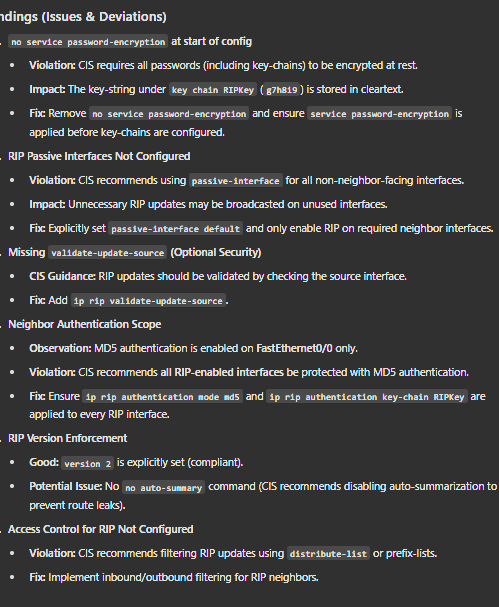 ndings (Issues & Deviations)
. no service password-encryption at start of config
• Violation: CIS requires all passwords (including key-chains) to be encrypted at rest.
• Impact: The key-string under key chain RIPKey ( g7h8i9 ) is stored in cleartext.
• Fix: Remove no service password-encryption and ensure service password-encryption is
applied before key-chains are configured.
. RIP Passive Interfaces Not Configured
• Violation: CIS recommends using passive-interface for all non-neighbor-facing interfaces.
• Impact: Unnecessary RIP updates may be broadcasted on unused interfaces.
• Fix: Explicitly set passive-interface default and only enable RIP on required neighbor interfaces.
. Missing validate-update-source (Optional Security)
• CIS Guidance: RIP updates should be validated by checking the source interface.
• Fix: Add ip rip validate-update-source .
. Neighbor Authentication Scope
• Observation: MD5 authentication is enabled on FastEthernet0/0 only.
• Violation: CIS recommends all RIP-enabled interfaces be protected with MD5 authentication.
• Fix: Ensure ip rip authentication mode md5 and ip rip authentication key-chain RIPKey are
applied to every RIP interface.
. RIP Version Enforcement
• Good: version 2 is explicitly set (compliant).
• Potential Issue: No no auto-summary command (CIS recommends disabling auto-summarization to
prevent route leaks).
. Access Control for RIP Not Configured
• Violation: CIS recommends filtering RIP updates using distribute-list or prefix-lists.
• Fix: Implement inbound/outbound filtering for RIP neighbors.